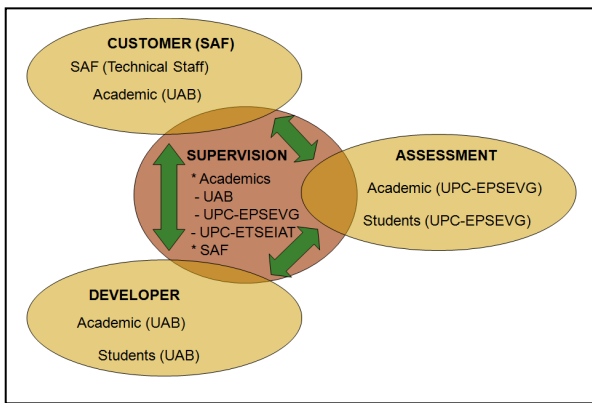 CUSTOMER (SAF)
SAF (Technical Staff)
Academic (UAB)
SUPERVISION
* Academics
- UAB
- UPC-EPSEVG
- UPC-ETSEIAT
* SAF
ASSESSMENT
Academic (UPC-EPSEVG)
Students (UPC-EPSEVG)
DEVELOPER
Academic (UAB)
Students (UAB)